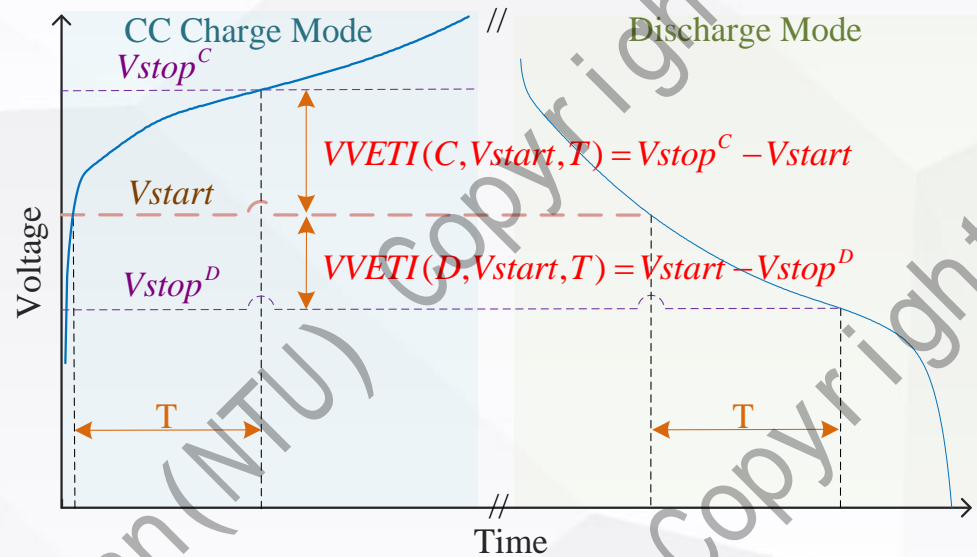 CC Charge Mode
//
Discharge Mode
Vstop^C
VVETI(C,Vstart,T)=Vstop^C−Vstart
Vstart
Voltage
VVETI(D,Vstart,T)=Vstart−Vstop^D
Vstop^D
T
T
//
Time
Copyright
Copyright
(NTU)